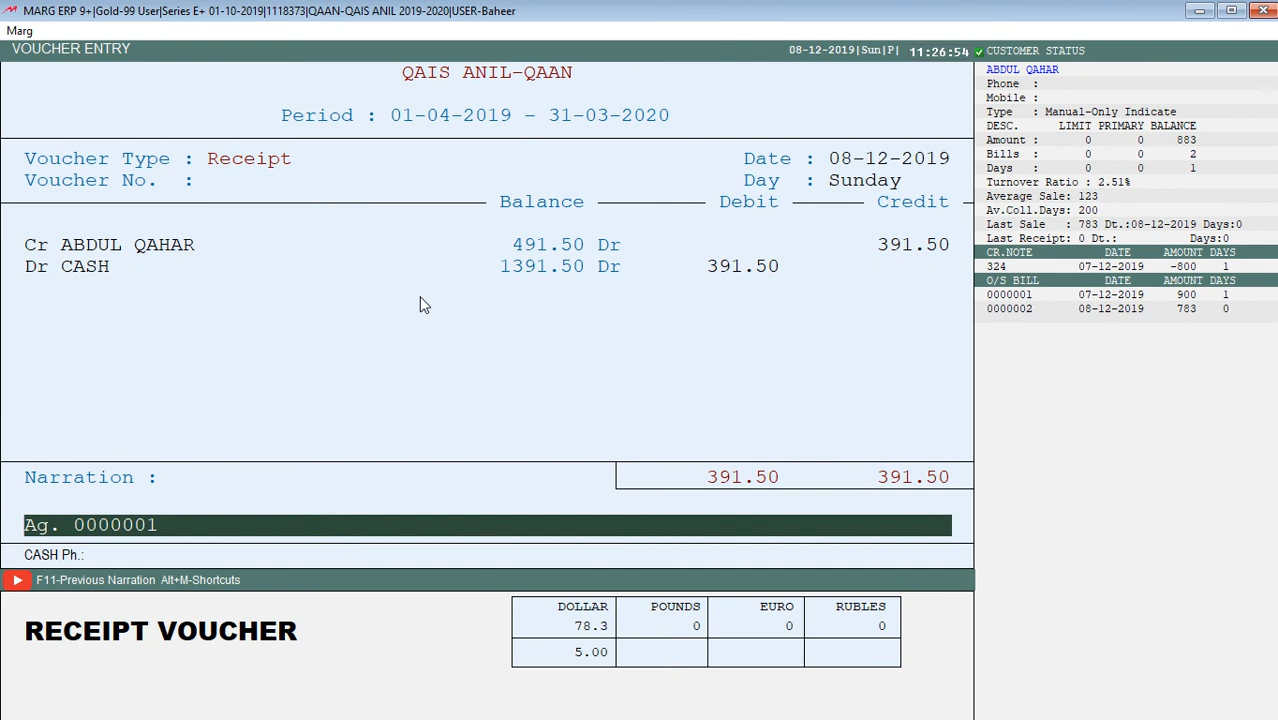 MARG ERP 9+|Gold-99 User|Series E+ 01-10-2019|1118373|QAAN-QAIS ANIL 2019-2020|USER-Baheer
Marg
VOUCHER ENTRY 08-12-2019|Sun|P| 11:26:54
QAIS ANIL-QAAN
Period : 01-04-2019 - 31-03-2020
Voucher Type : Receipt Date : 08-12-2019
Voucher No. : Day : Sunday
Balance Debit Credit
Cr ABDUL QAHAR 491.50 Dr 391.50
Dr CASH 1391.50 Dr 391.50
Narration : 391.50 391.50
Ag. 0000001
CASH Ph.:
F11-Previous Narration Alt+M-Shortcuts
RECEIPT VOUCHER
DOLLAR POUNDS EURO RUBLES
78.3 0 0 0
5.00
CUSTOMER STATUS
ABDUL QAHAR
Phone :
Mobile :
Type : Manual-Only Indicate
DESC. LIMIT PRIMARY BALANCE
Amount : 0 0 883
Bills : 0 0 2
Days : 0 0 1
Turnover Ratio : 2.51%
Average Sale: 123
Av.Coll.Days: 200
Last Sale : 783 Dt.:08-12-2019 Days:0
Last Receipt: 0 Dt.: Days:0
CR.NOTE DATE AMOUNT DAYS
324 07-12-2019 -800 1
O/S BILL DATE AMOUNT DAYS
0000001 07-12-2019 900 1
0000002 08-12-2019 783 0